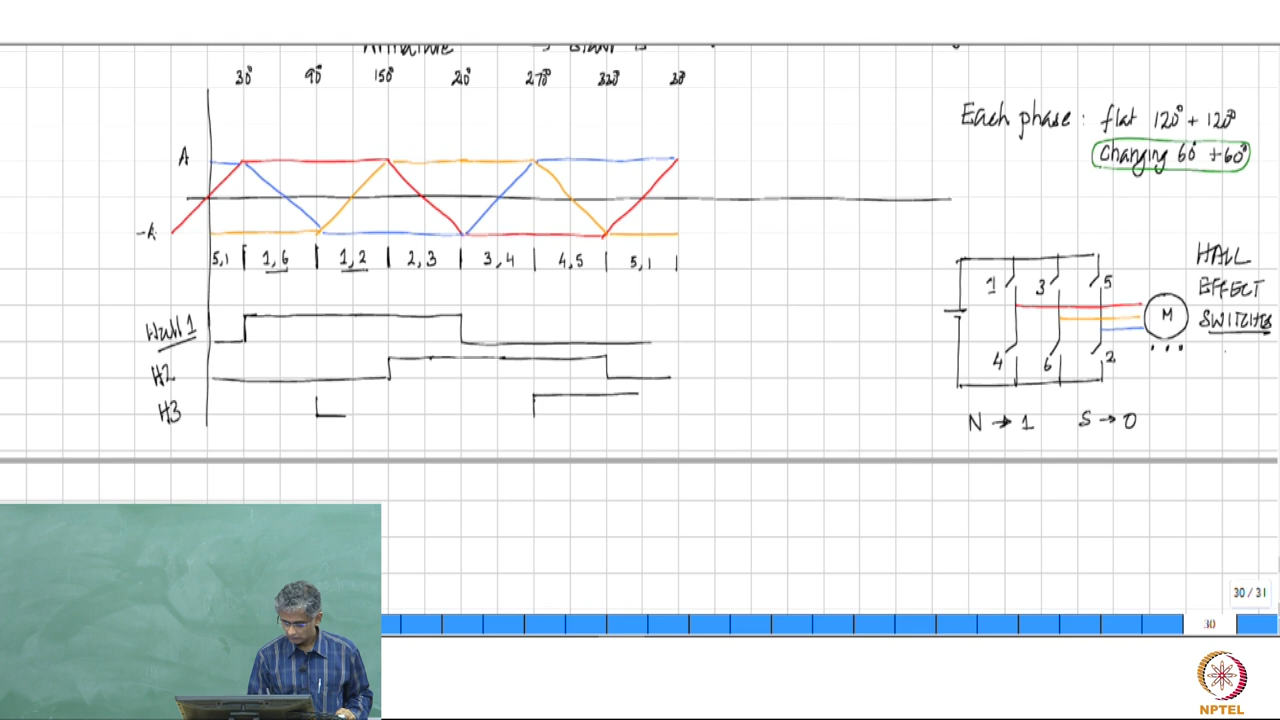 30° 90° 150° 210° 270° 330° 30°
Each phase : flat 120° + 120°
Changing 60° + 60°
A
-A
5,1 1,6 1,2 2,3 3,4 4,5 5,1
Hall 1
H2
H3
1 3 5
M
4 6 2
HALL
EFFECT
SWITCHES
N → 1 S → 0
30 / 31
30
NPTEL